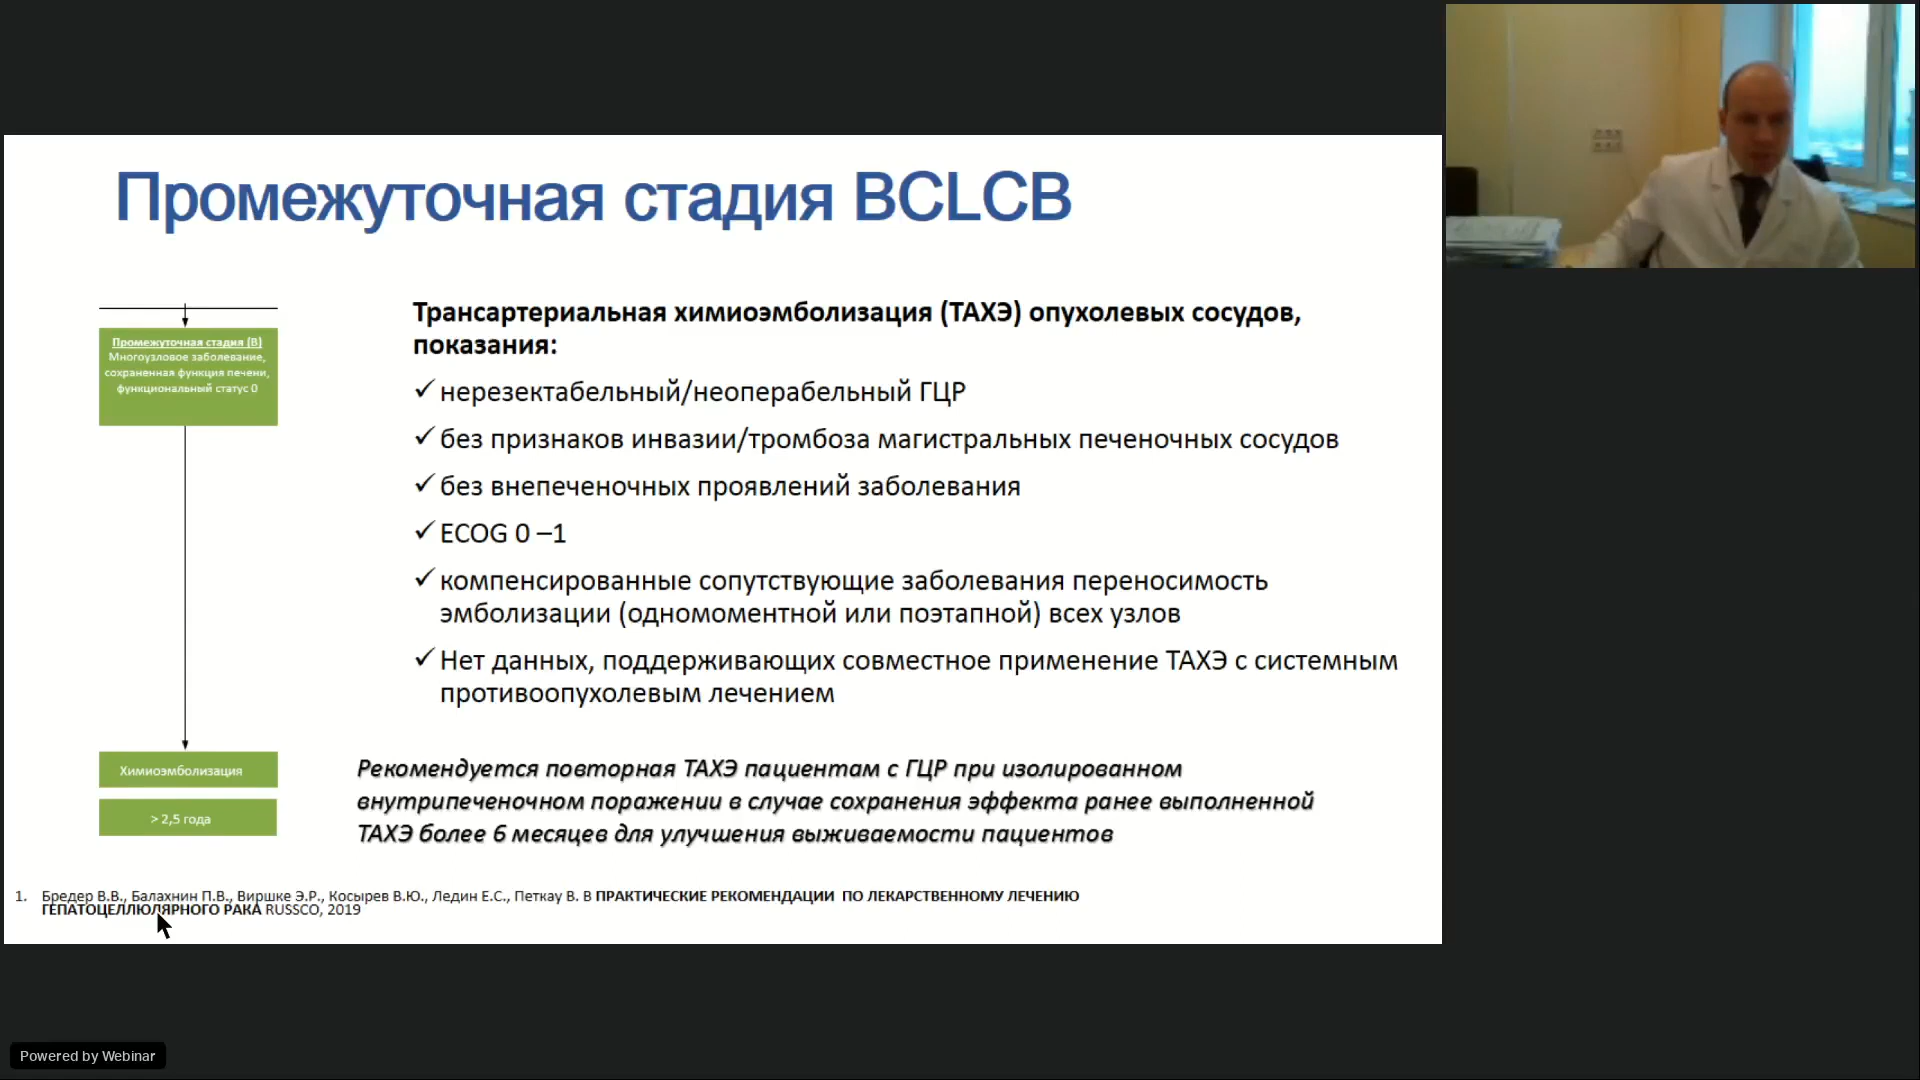 Промежуточная стадия BCLCB
Промежуточная стадия (B)
Многоузловое заболевание,
сохраненная функция печени,
функциональный статус 0
Химиоэмболизация
> 2,5 года
Трансартериальная химиоэмболизация (ТАХЭ) опухолевых сосудов,
показания:
✓ нерезектабельный/неоперабельный ГЦР
✓ без признаков инвазии/тромбоза магистральных печеночных сосудов
✓ без внепеченочных проявлений заболевания
✓ ECOG 0 –1
✓ компенсированные сопутствующие заболевания переносимость
эмболизации (одномоментной или поэтапной) всех узлов
✓ Нет данных, поддерживающих совместное применение ТАХЭ с системным
противоопухолевым лечением
Рекомендуется повторная ТАХЭ пациентам с ГЦР при изолированном
внутрипеченочном поражении в случае сохранения эффекта ранее выполненной
ТАХЭ более 6 месяцев для улучшения выживаемости пациентов
1. Бредер В.В., Балахнин П.В., Виршке Э.Р., Косырев В.Ю., Ледин Е.С., Петкау В. В ПРАКТИЧЕСКИЕ РЕКОМЕНДАЦИИ ПО ЛЕКАРСТВЕННОМУ ЛЕЧЕНИЮ
ГЕПАТОЦЕЛЛЮЛЯРНОГО РАКА RUSSCO, 2019
Powered by Webinar